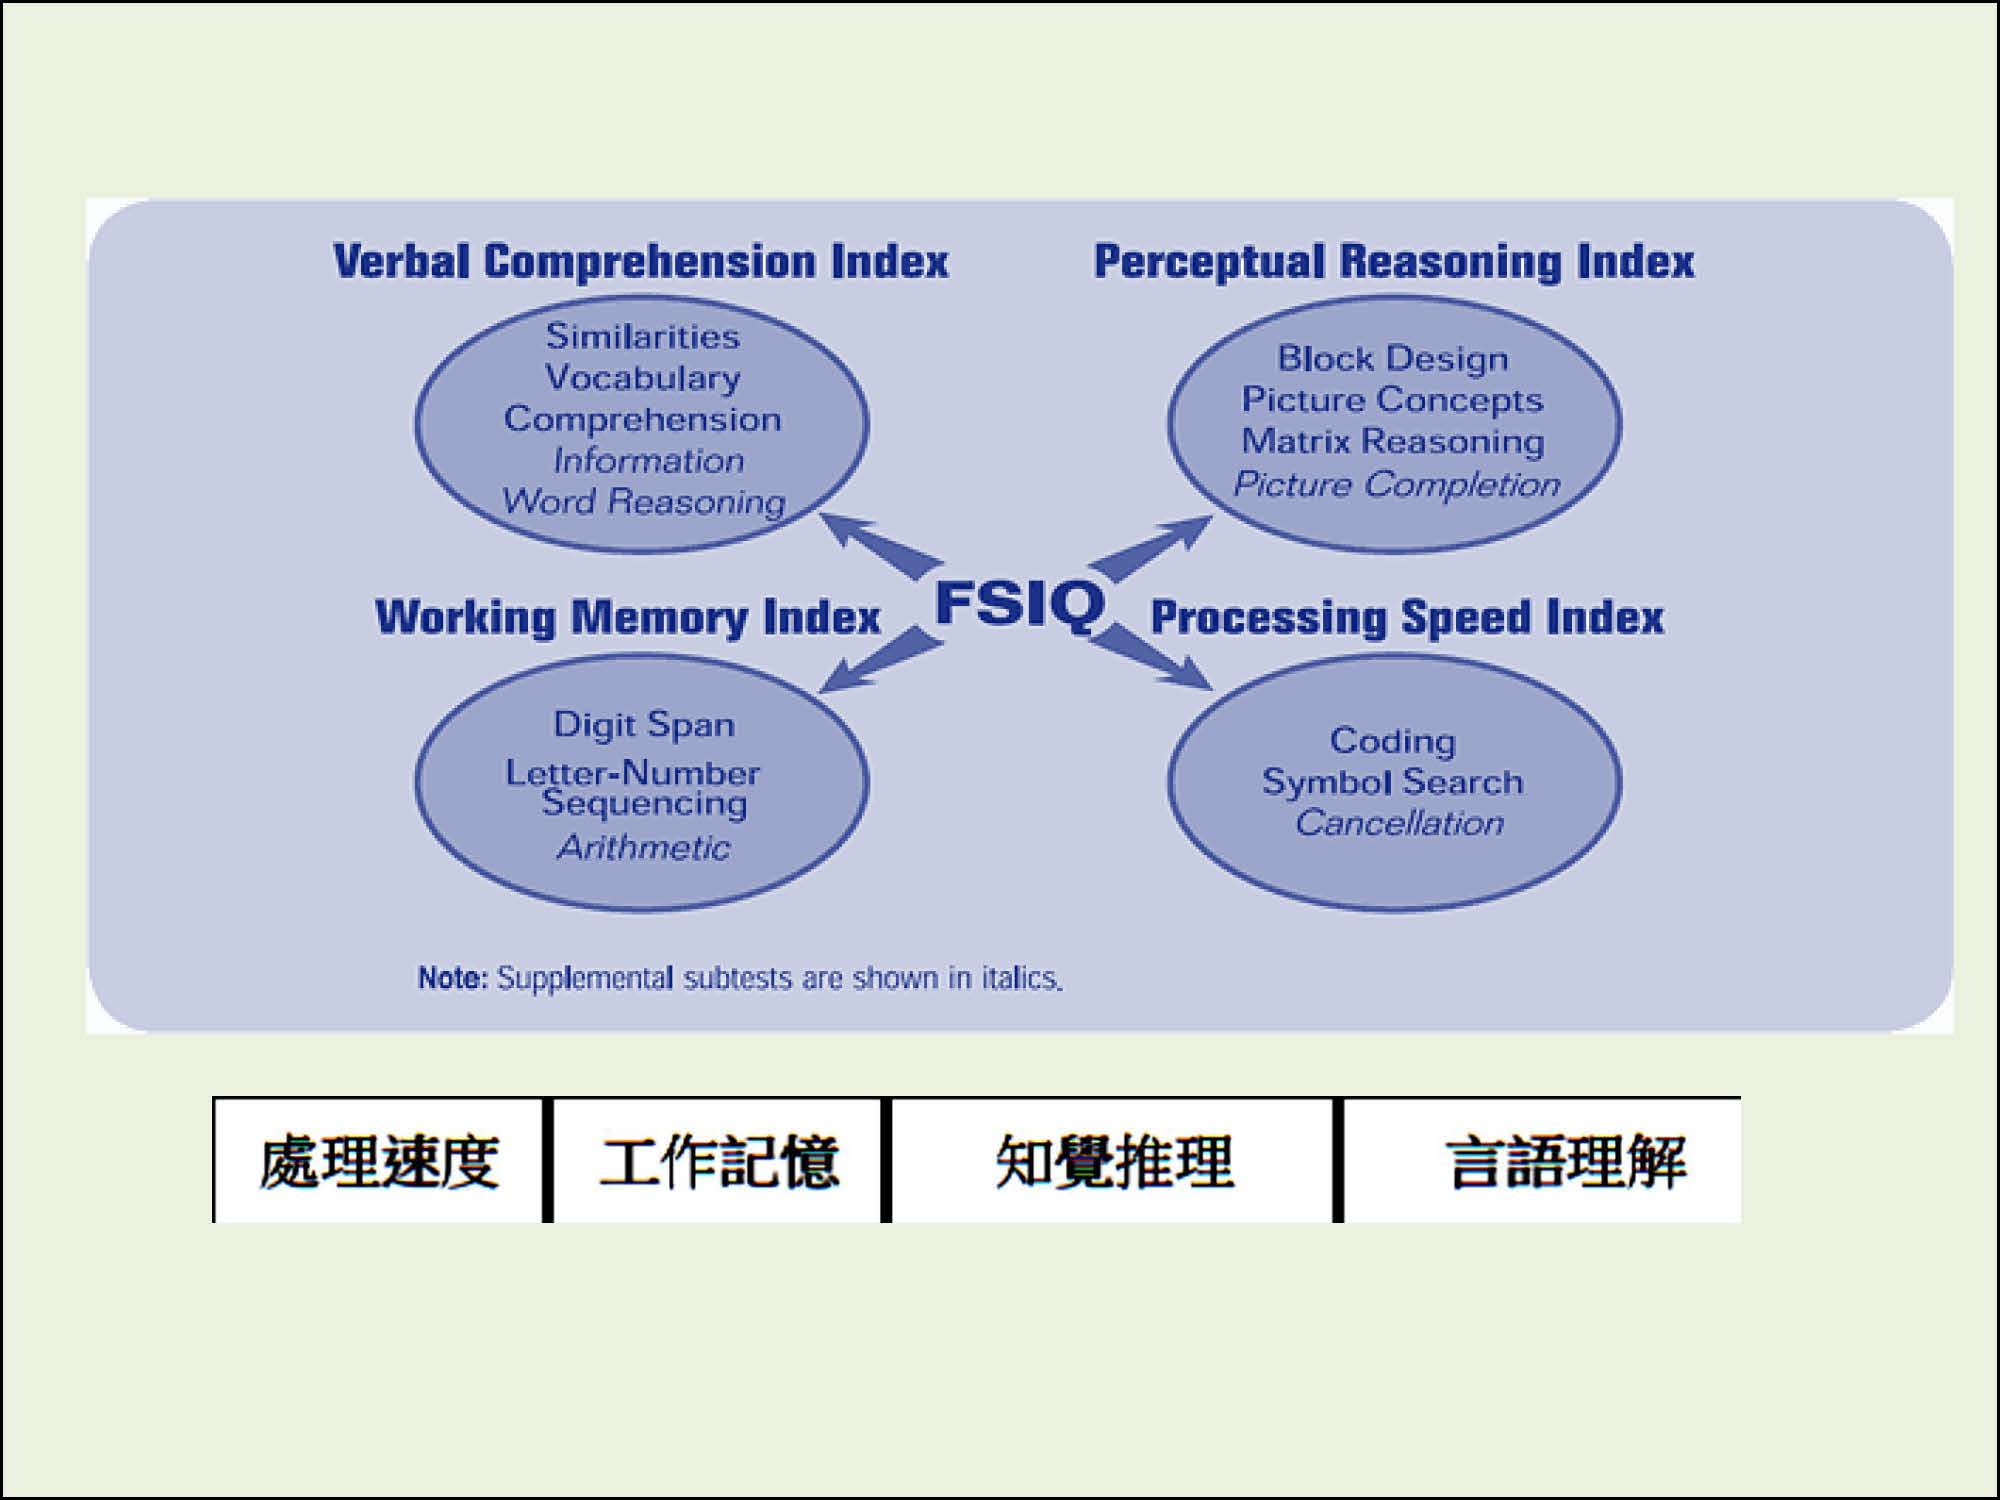 Verbal Comprehension Index
Similarities
Vocabulary
Comprehension
Information
Word Reasoning
Perceptual Reasoning Index
Block Design
Picture Concepts
Matrix Reasoning
Picture Completion
FSIQ
Working Memory Index
Digit Span
Letter-Number
Sequencing
Arithmetic
Processing Speed Index
Coding
Symbol Search
Cancellation
Note: Supplemental subtests are shown in italics.
處理速度 工作記憶 知覺推理 言語理解